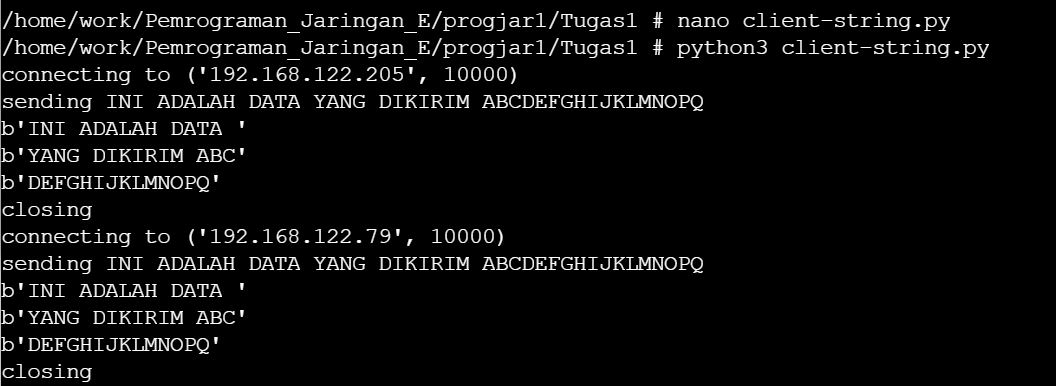 /home/work/Pemrograman_Jaringan_E/progjar1/Tugas1 # nano client-string.py
/home/work/Pemrograman_Jaringan_E/progjar1/Tugas1 # python3 client-string.py
connecting to ('192.168.122.205', 10000)
sending INI ADALAH DATA YANG DIKIRIM ABCDEFGHIJKLMNOPQ
b'INI ADALAH DATA '
b'YANG DIKIRIM ABC'
b'DEFGHIJKLMNOPQ'
closing
connecting to ('192.168.122.79', 10000)
sending INI ADALAH DATA YANG DIKIRIM ABCDEFGHIJKLMNOPQ
b'INI ADALAH DATA '
b'YANG DIKIRIM ABC'
b'DEFGHIJKLMNOPQ'
closing